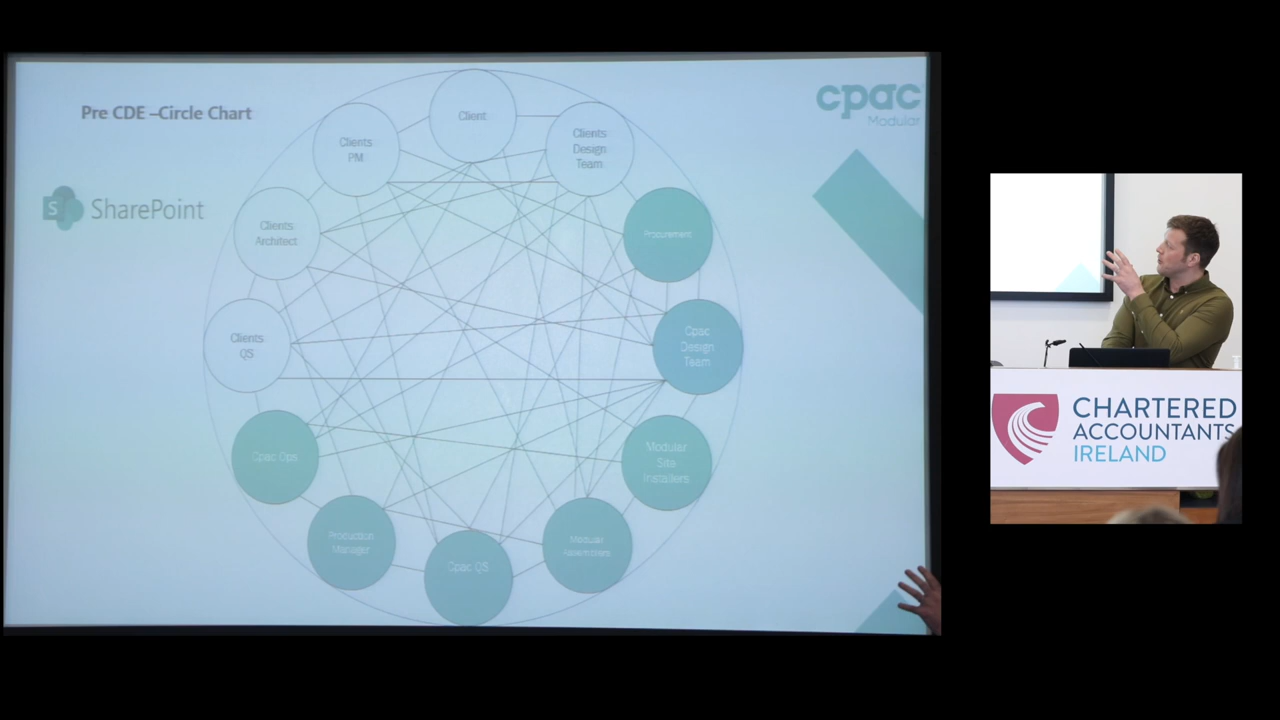 Pre CDE –Circle Chart
cpac
Modular
S
SharePoint
Client
Clients
PM
Clients
Design
Team
Clients
Architect
Procurement
Clients
QS
Cpac
Design
Team
Cpac Ops
Modular
Site
Installers
Production
Manager
Cpac QS
Modular
CHARTERED
ACCOUNTANTS
IRELAND